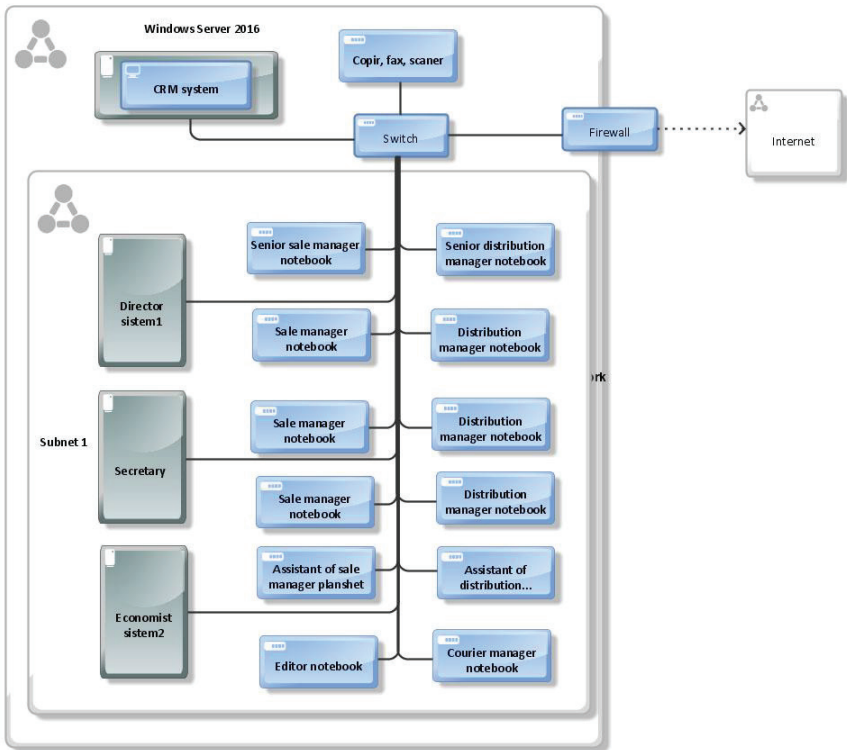 Windows Server 2016
CRM system
Copir, fax, scaner
Switch
Firewall
Internet
Subnet 1
Director
sistem1
Secretary
Economist
sistem2
Senior sale manager
notebook
Senior distribution
manager notebook
Sale manager
notebook
Distribution
manager notebook
Sale manager
notebook
Distribution
manager notebook
Sale manager
notebook
Distribution
manager notebook
Assistant of sale
manager planshet
Assistant of
distribution...
Editor notebook
Courier manager
notebook